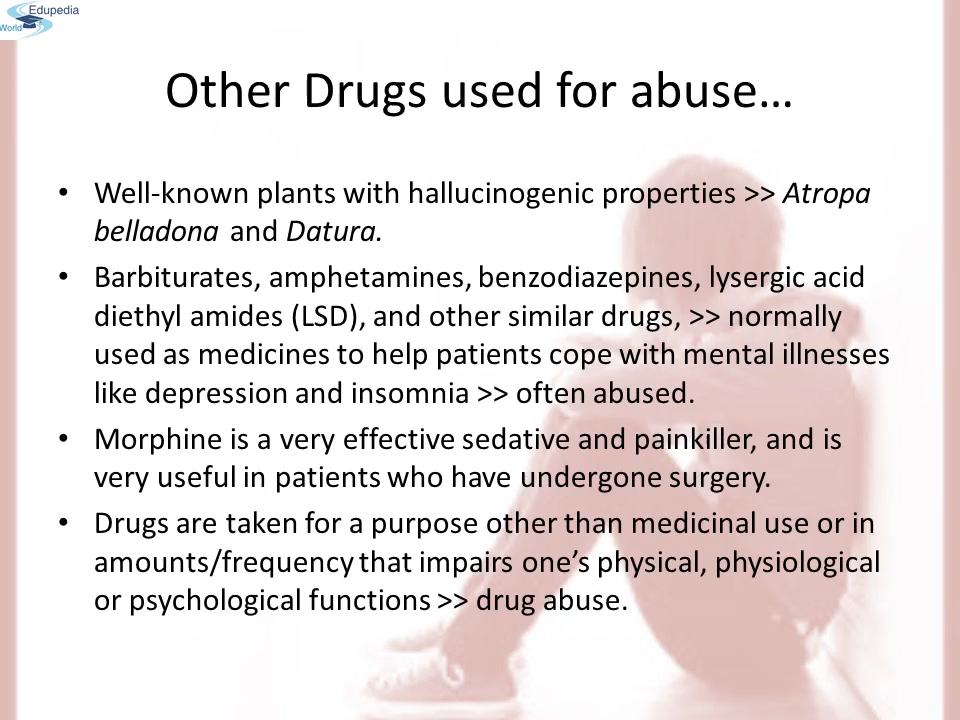 Edupedia
World
Other Drugs used for abuse…
• Well-known plants with hallucinogenic properties >> Atropa
belladona and Datura.
• Barbiturates, amphetamines, benzodiazepines, lysergic acid
diethyl amides (LSD), and other similar drugs, >> normally
used as medicines to help patients cope with mental illnesses
like depression and insomnia >> often abused.
• Morphine is a very effective sedative and painkiller, and is
very useful in patients who have undergone surgery.
• Drugs are taken for a purpose other than medicinal use or in
amounts/frequency that impairs one’s physical, physiological
or psychological functions >> drug abuse.